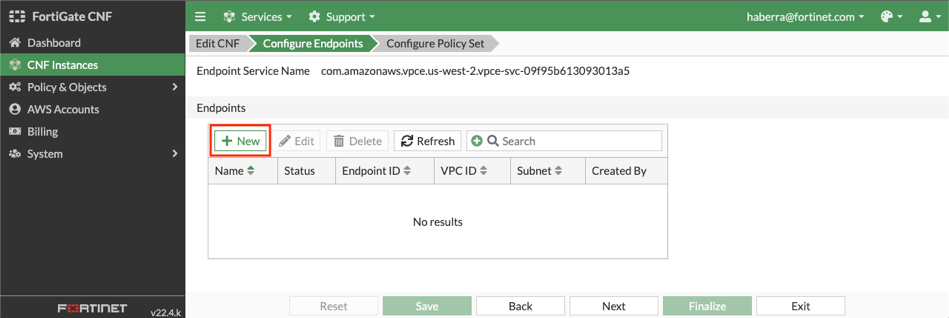 FortiGate CNF
Services
Support
haberra@fortinet.com
Dashboard
CNF Instances
Policy & Objects
AWS Accounts
Billing
System
FORTINET
v22.4.k
Edit CNF
Configure Endpoints
Configure Policy Set
Endpoint Service Name com.amazonaws.vpce.us-west-2.vpce-svc-09f95b613093013a5
Endpoints
New Edit Delete Refresh Search
Name Status Endpoint ID VPC ID Subnet Created By
No results
Reset Save Back Next Finalize Exit